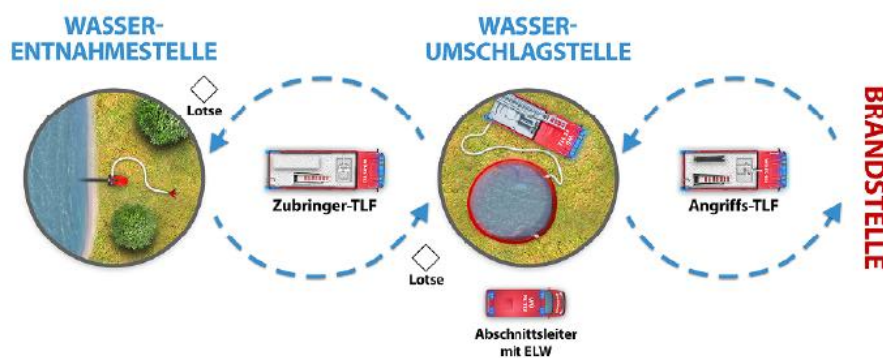 WASSER-
ENTNAHMESTELLE
WASSER-
UMSCHLAGSTELLE
BRANDSTELLE
Lotse
Zubringer-TLF
Angriffs-TLF
Lotse
Abschnittsleiter
mit ELW